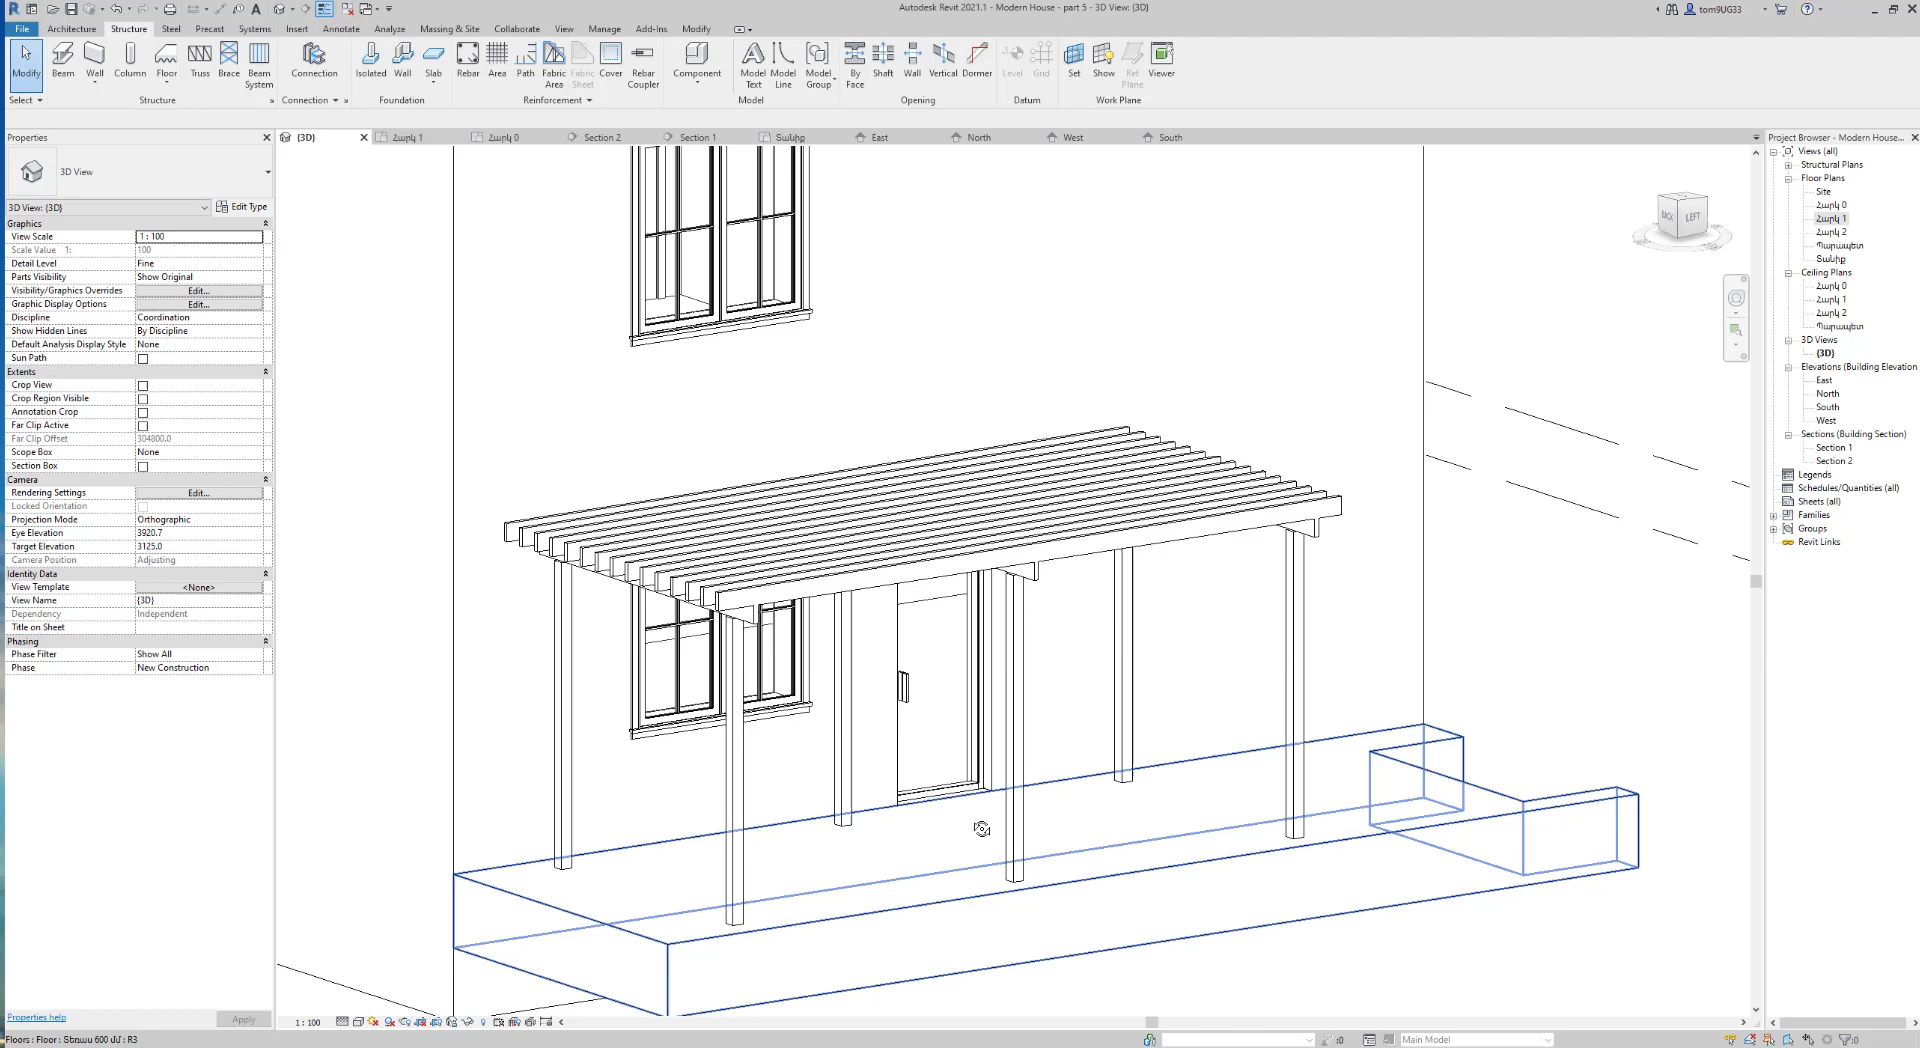 Autodesk Revit 2021.1 - Modern House - part 5 - 3D View: {3D}
tom9UG33
File Architecture Structure Steel Precast Systems Insert Annotate Analyze Massing & Site Collaborate View Manage Add-Ins Modify
Modify Beam Wall Column Floor Truss Brace Beam System Connection Isolated Wall Slab Rebar Area Path Fabric Area Fabric Sheet Cover Rebar Coupler Component Model Text Model Line Model Group By Face Shaft Wall Vertical Dormer Level Grid Set Show Ref Plane Viewer
Select Structure Connection Foundation Reinforcement Model Opening Datum Work Plane
Properties
{3D} Հարկ 1 Հարկ 0 Section 2 Section 1 Տանիք East North West South
Project Browser - Modern House...
3D View
3D View: {3D} Edit Type
Graphics
View Scale 1 : 100
Scale Value 1: 100
Detail Level Fine
Parts Visibility Show Original
Visibility/Graphics Overrides Edit...
Graphic Display Options Edit...
Discipline Coordination
Show Hidden Lines By Discipline
Default Analysis Display Style None
Sun Path
Extents
Crop View
Crop Region Visible
Annotation Crop
Far Clip Active
Far Clip Offset 304800.0
Scope Box None
Section Box
Camera
Rendering Settings Edit...
Locked Orientation
Projection Mode Orthographic
Eye Elevation 3920.7
Target Elevation 3125.0
Camera Position Adjusting
Identity Data
View Template <None>
View Name {3D}
Dependency Independent
Title on Sheet
Phasing
Phase Filter Show All
Phase New Construction
Properties help Apply
BACK LEFT
Views (all)
Structural Plans
Floor Plans
Site
Հարկ 0
Հարկ 1
Հարկ 2
Պարապետ
Տանիք
Ceiling Plans
Հարկ 0
Հարկ 1
Հարկ 2
Պարապետ
3D Views
{3D}
Elevations (Building Elevation
East
North
South
West
Sections (Building Section)
Section 1
Section 2
Legends
Schedules/Quantities (all)
Sheets (all)
Families
Groups
Revit Links
1 : 100
Floors : Floor : Տեռաս 600 մմ : R3
:0
Main Model
:0